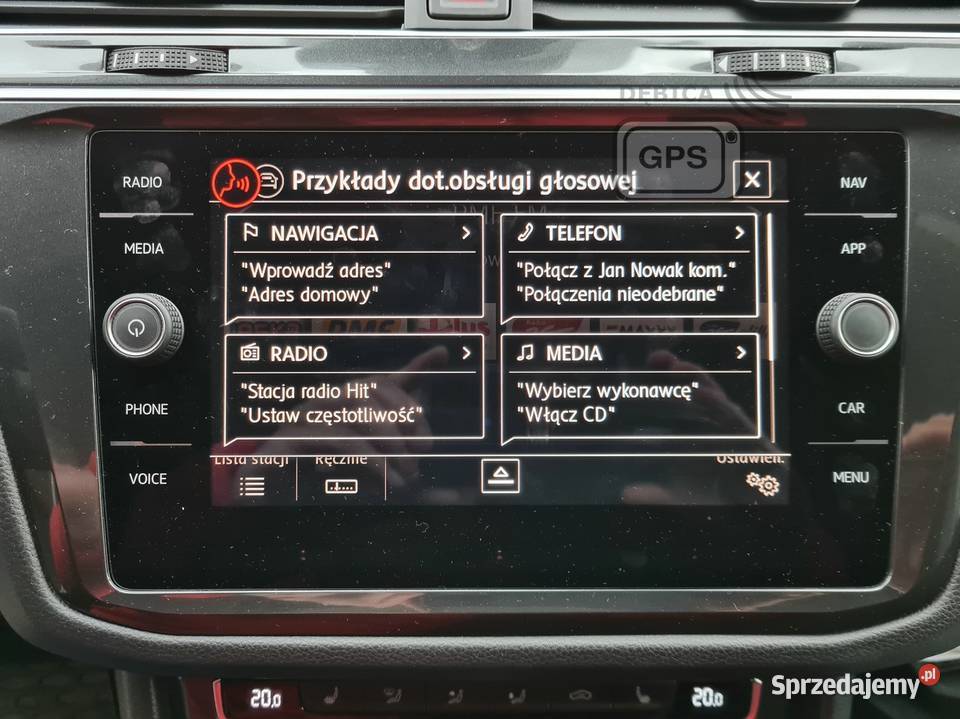 DĘBICA
GPS
RADIO
MEDIA
PHONE
VOICE
Przykłady dot.obsługi głosowej
X
NAWIGACJA
"Wprowadź adres"
"Adres domowy"
TELEFON
"Połącz z Jan Nowak kom."
"Połączenia nieodebrane"
RADIO
"Stacja radio Hit"
"Ustaw częstotliwość"
MEDIA
"Wybierz wykonawcę"
"Włącz CD"
Lista stacji
Ręcznie
Ustawien.
NAV
APP
CAR
MENU
20,0
20,0
Sprzedajemy.pl